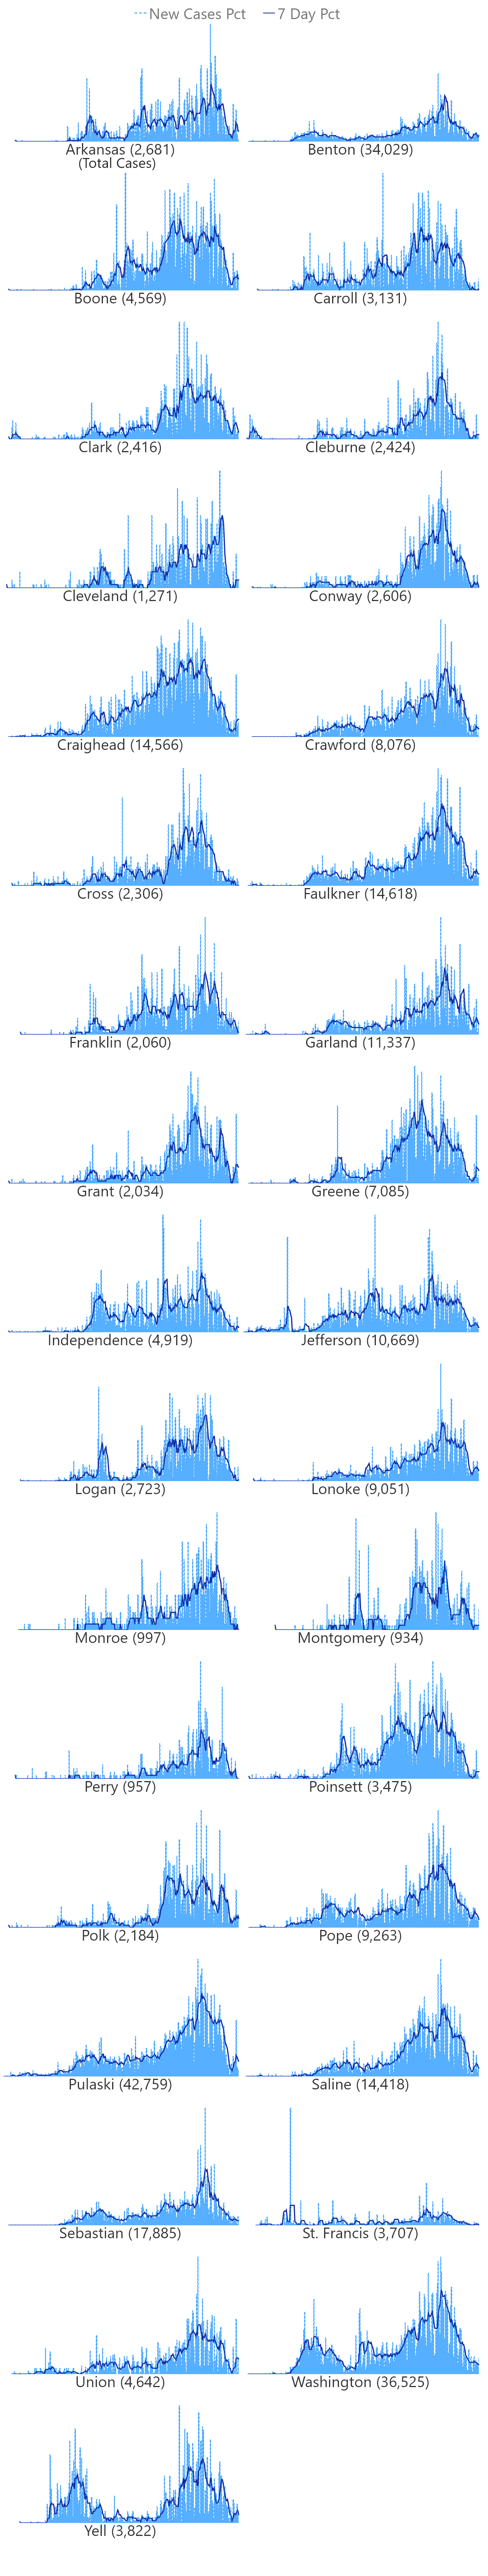 New Cases Pct 7 Day Pct
Arkansas (2,681) Benton (34,029)
(Total Cases)
Boone (4,569) Carroll (3,131)
Clark (2,416) Cleburne (2,424)
Cleveland (1,271) Conway (2,606)
Craighead (14,566) Crawford (8,076)
Cross (2,306) Faulkner (14,618)
Franklin (2,060) Garland (11,337)
Grant (2,034) Greene (7,085)
Independence (4,919) Jefferson (10,669)
Logan (2,723) Lonoke (9,051)
Monroe (997) Montgomery (934)
Perry (957) Poinsett (3,475)
Polk (2,184) Pope (9,263)
Pulaski (42,759) Saline (14,418)
Sebastian (17,885) St. Francis (3,707)
Union (4,642) Washington (36,525)
Yell (3,822)